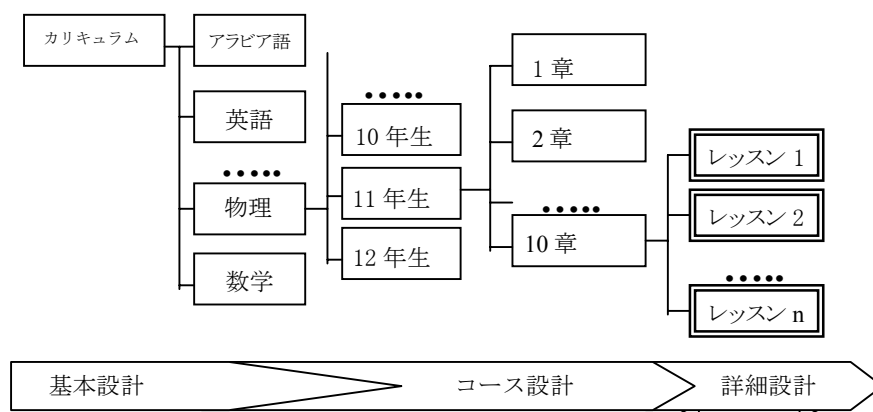 カリキュラム
アラビア語
英語
•••••
物理
数学
•••••
10 年生
11 年生
12 年生
1 章
2 章
•••••
10 章
レッスン 1
レッスン 2
•••••
レッスン n
基本設計
コース設計
詳細設計